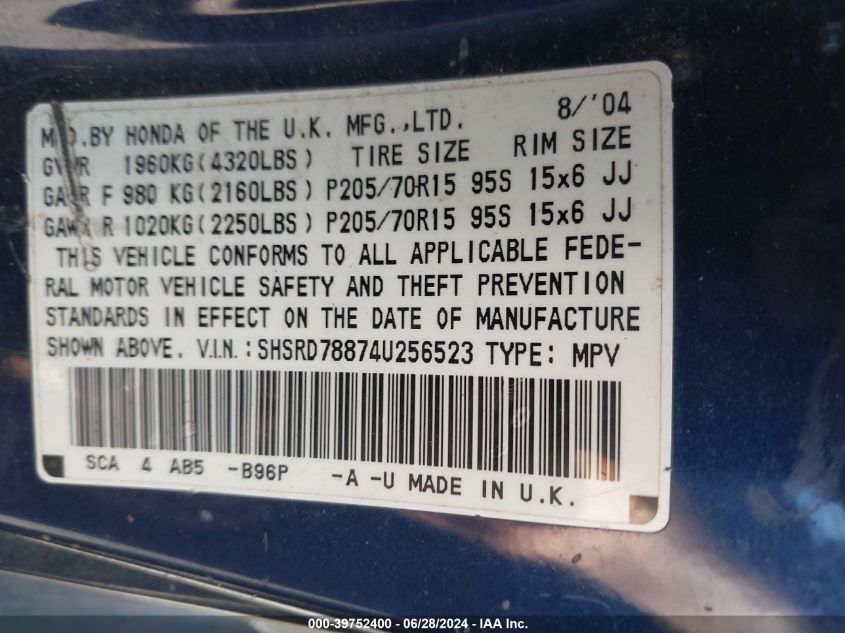 MFD.BY HONDA OF THE U.K. MFG.,LTD. 8/'04
GVWR 1960KG(4320LBS) TIRE SIZE RIM SIZE
GAWR F 980 KG(2160LBS) P205/70R15 95S 15x6 JJ
GAWR R 1020KG(2250LBS) P205/70R15 95S 15x6 JJ
THIS VEHICLE CONFORMS TO ALL APPLICABLE FEDE-
RAL MOTOR VEHICLE SAFETY AND THEFT PREVENTION
STANDARDS IN EFFECT ON THE DATE OF MANUFACTURE
SHOWN ABOVE. V.I.N.:SHSRD78874U256523 TYPE: MPV
SCA 4 AB5 -B96P -A -U MADE IN U.K.
000-39752400 / 06/28/2024 / IAA Inc.